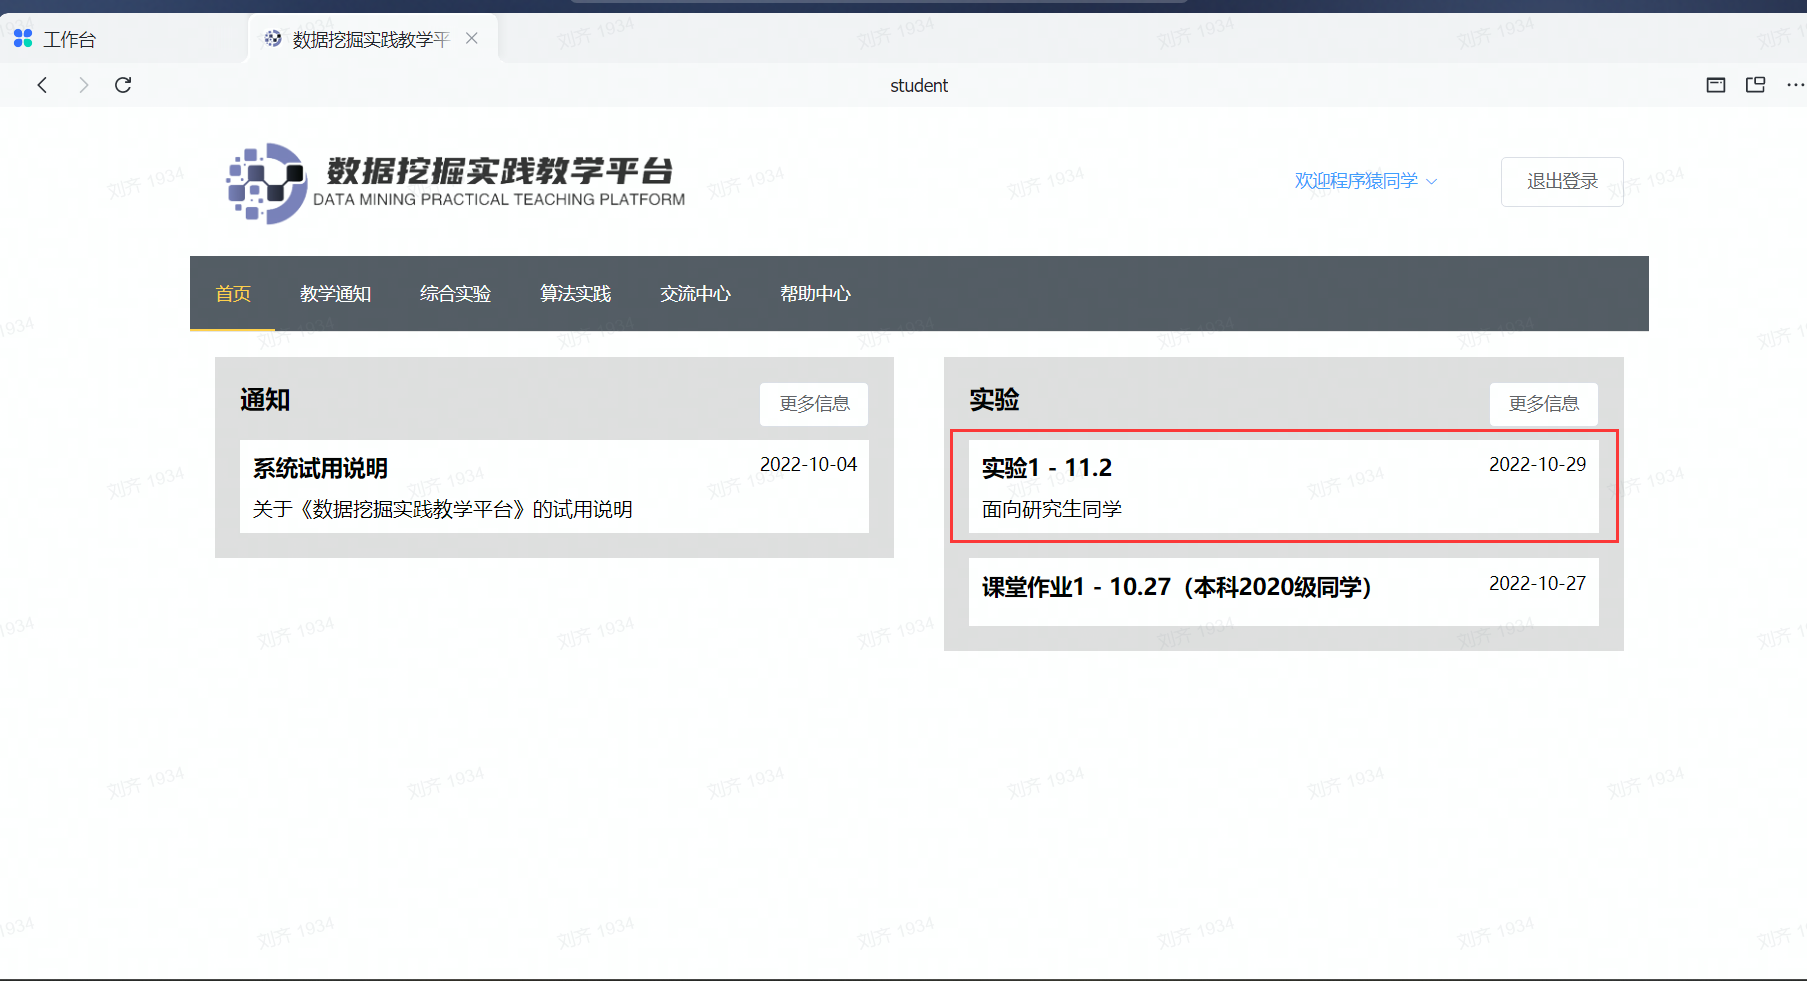 工作台
数据挖掘实践教学平
student
数据挖掘实践教学平台
DATA MINING PRACTICAL TEACHING PLATFORM
欢迎程序猿同学
退出登录
首页 教学通知 综合实验 算法实践 交流中心 帮助中心
通知
更多信息
系统试用说明
2022-10-04
关于《数据挖掘实践教学平台》的试用说明
实验
更多信息
实验1 - 11.2
2022-10-29
面向研究生同学
课堂作业1 - 10.27（本科2020级同学）
2022-10-27
刘齐 1934